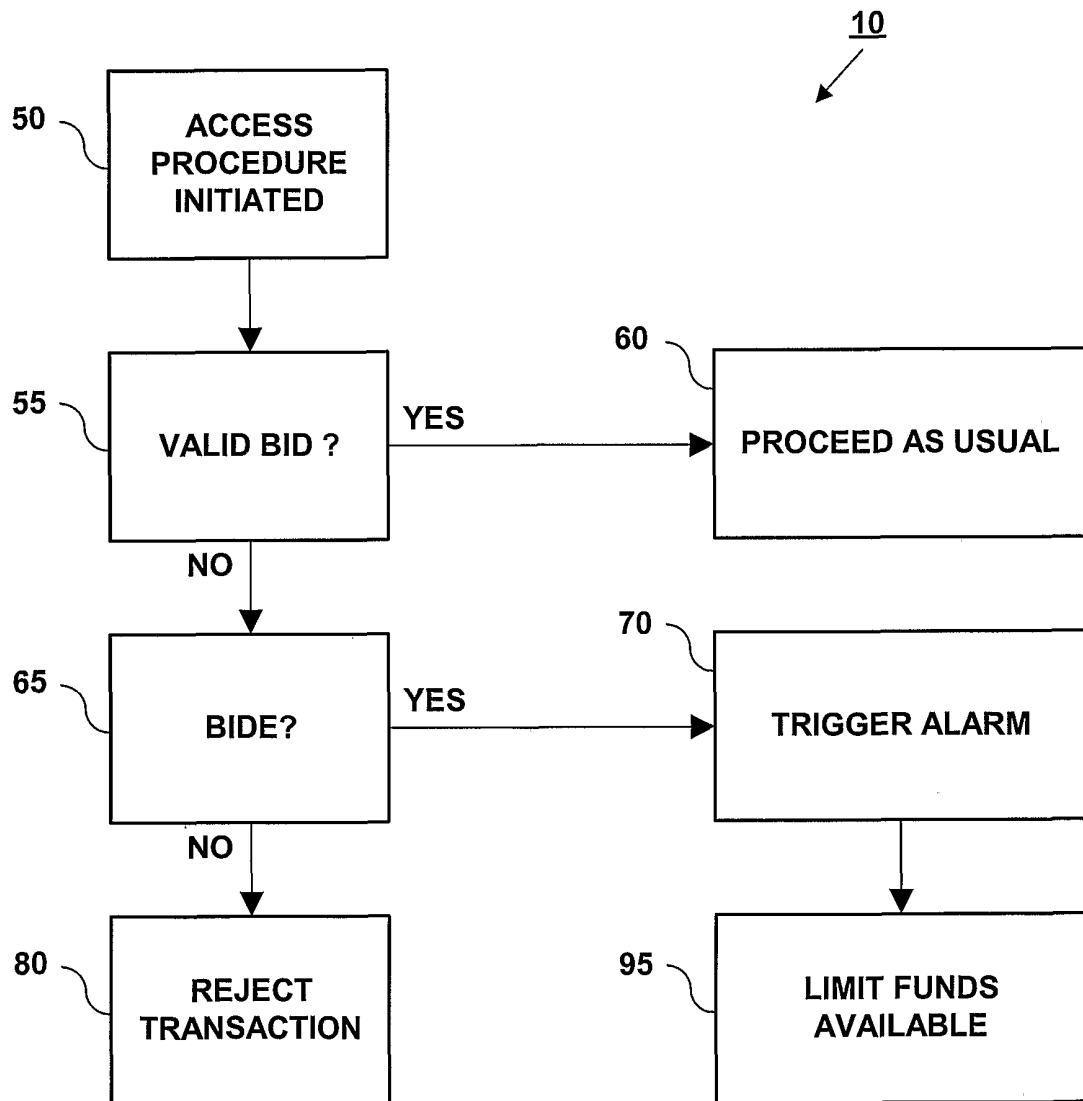 10
50
ACCESS
PROCEDURE
INITIATED
55
VALID BID ?
YES
60
PROCEED AS USUAL
NO
65
BIDE?
YES
70
TRIGGER ALARM
NO
80
REJECT
TRANSACTION
95
LIMIT FUNDS
AVAILABLE